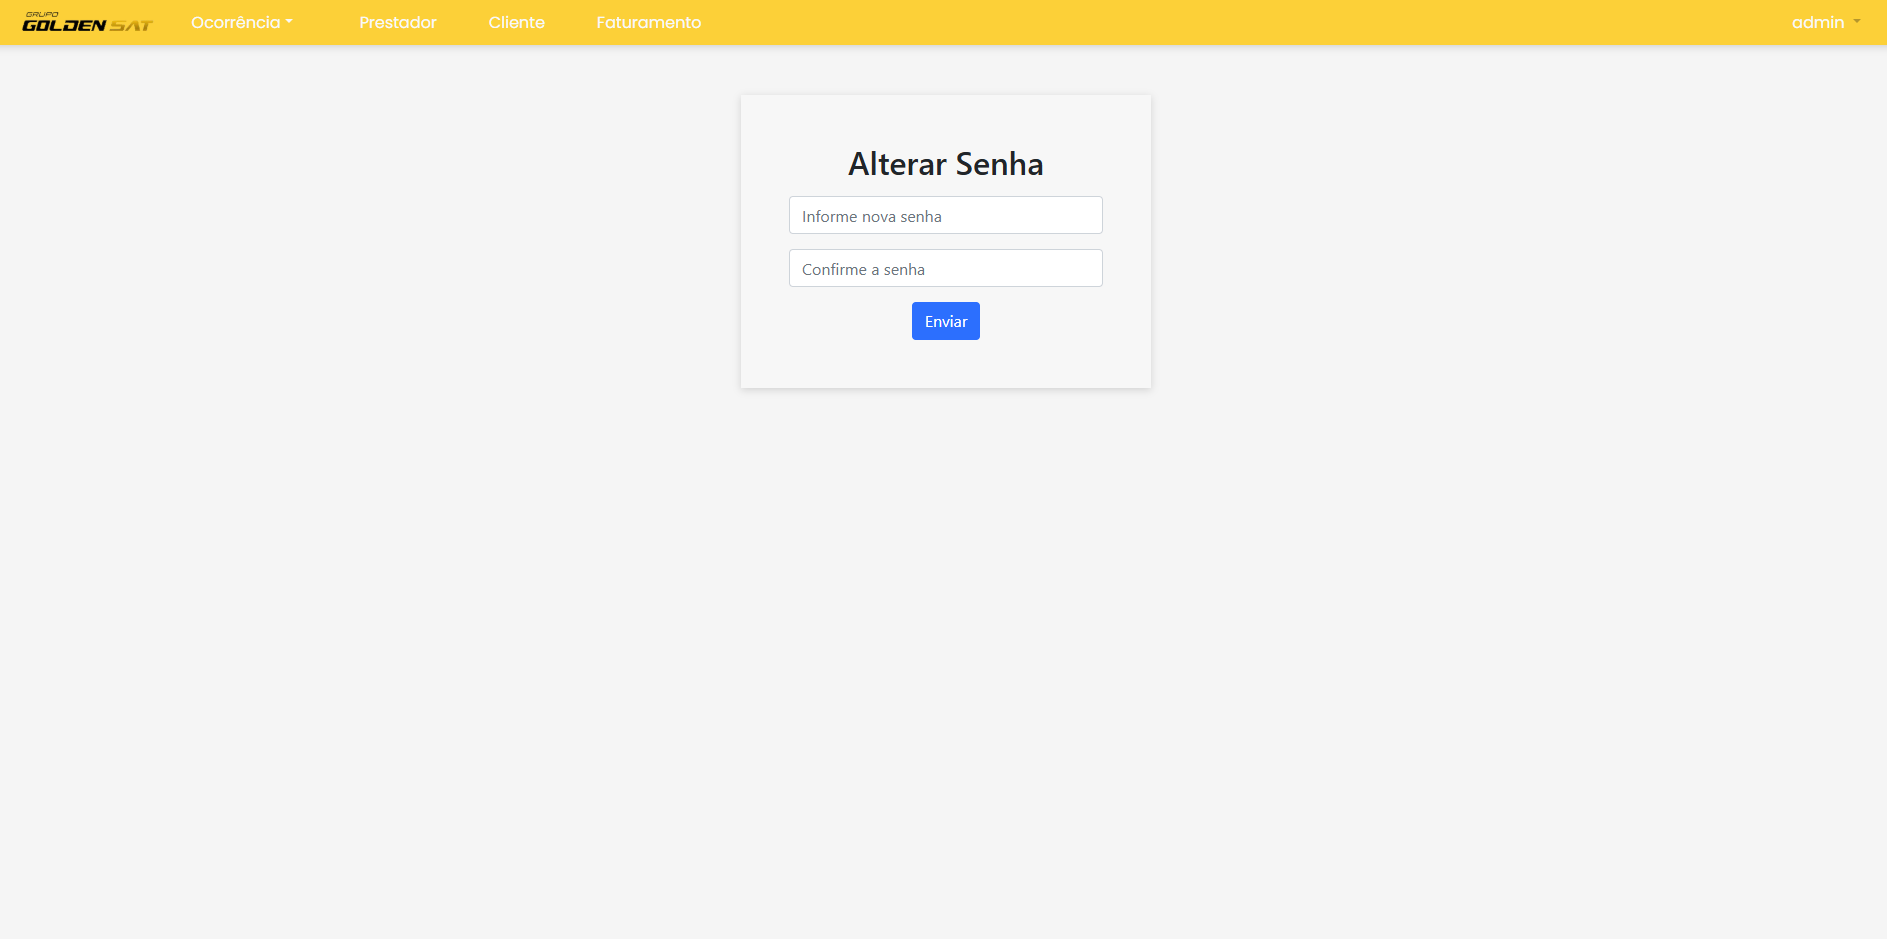 GRUPO
GOLDEN SAT
Ocorrência
Prestador
Cliente
Faturamento
admin
Alterar Senha
Informe nova senha
Confirme a senha
Enviar